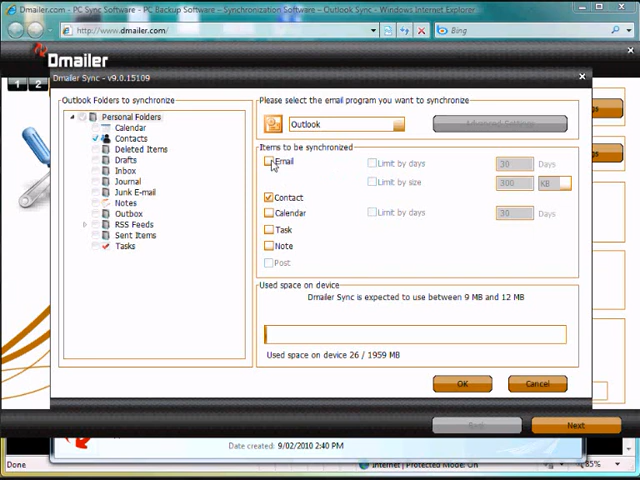 Dmailer.com - PC Sync Software - PC Backup Software - Synchronization Software - Outlook Sync - Windows Internet Explorer
http://www.dmailer.com/
Bing
Dmailer
1 2
Dmailer Sync - v9.0.15109
Outlook Folders to synchronize
Personal Folders
Calendar
Contacts
Deleted Items
Drafts
Inbox
Journal
Junk E-mail
Notes
Outbox
RSS Feeds
Sent Items
Tasks
Please select the email program you want to synchronize
Outlook
Advanced Settings
Items to be synchronized
Email
Limit by days
30 Days
Limit by size
300 KB
Contact
Calendar
Limit by days
30 Days
Task
Note
Post
Used space on device
Dmailer Sync is expected to use between 9 MB and 12 MB
Used space on device 26 / 1959 MB
OK
Cancel
Next
Date created: 9/02/2010 2:40 PM
Done
Internet | Protected Mode: On
85%